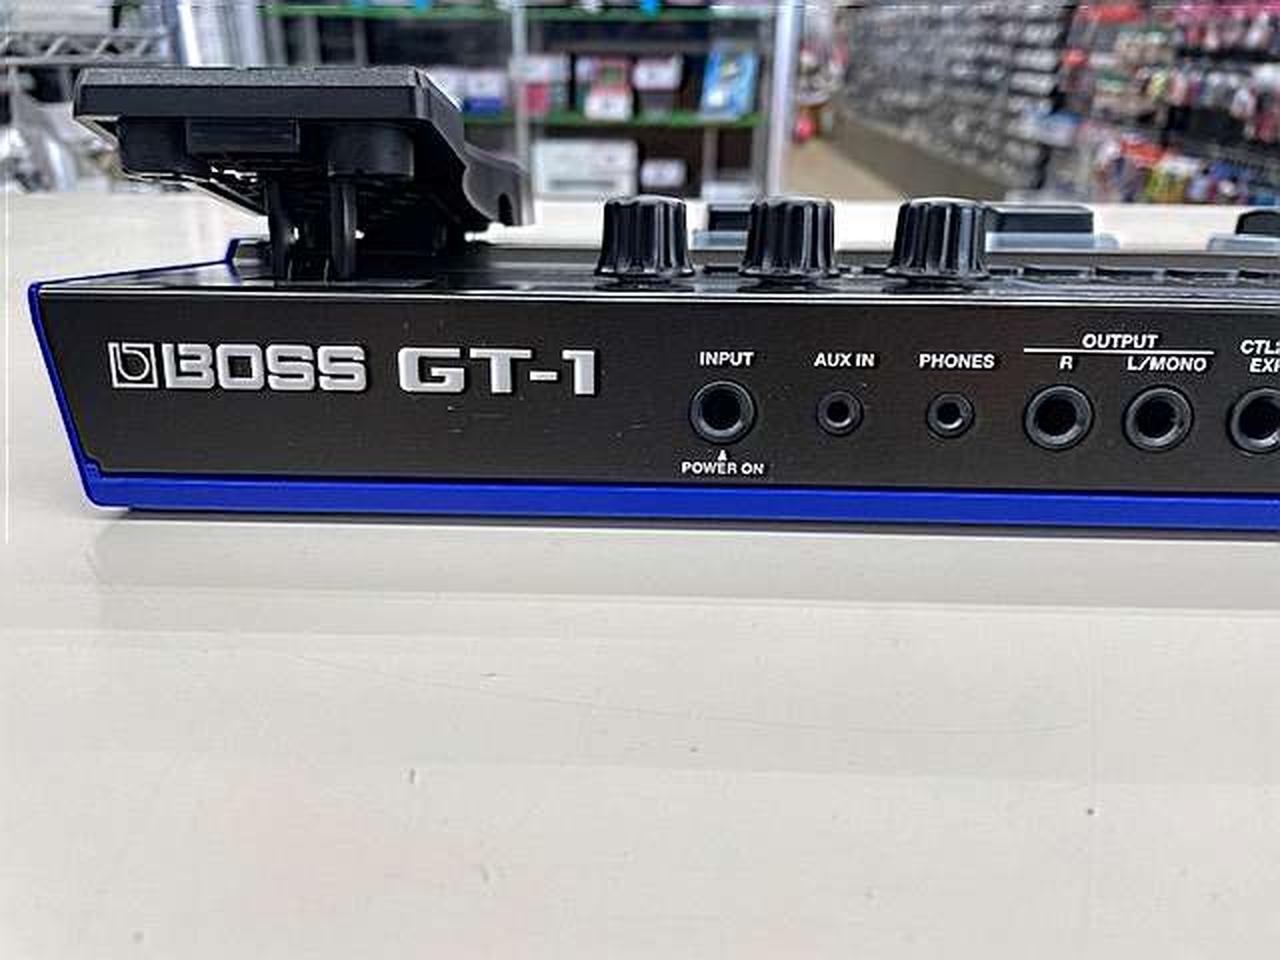 BOSS GT-1
INPUT
POWER ON
AUX IN
PHONES
OUTPUT
R L/MONO